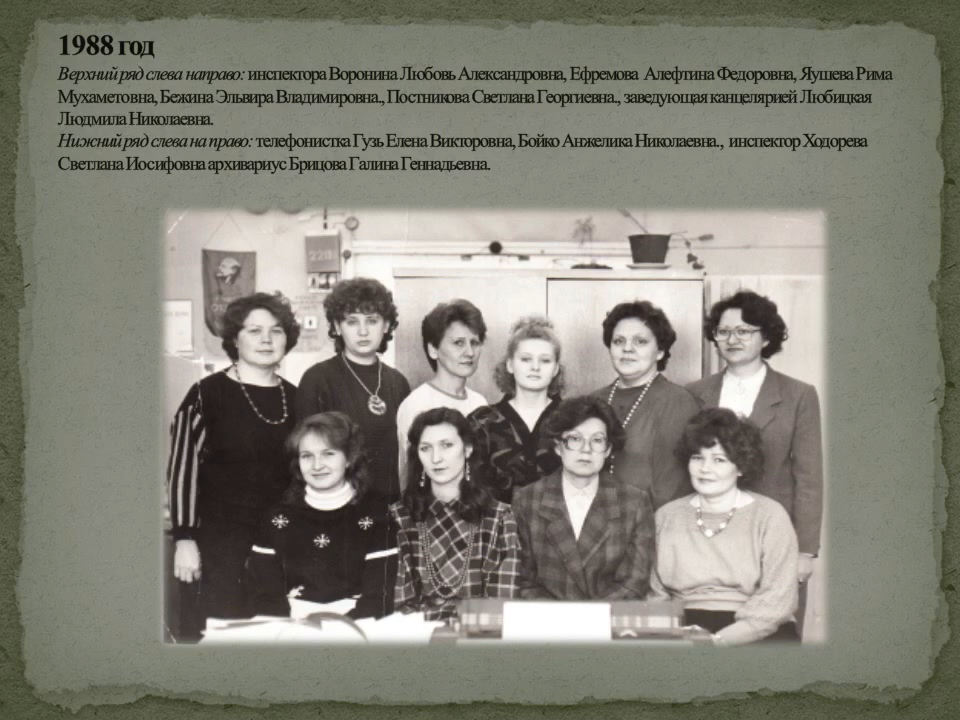 1988 год
Верхний ряд слева направо: инспектора Воронина Любовь Александровна, Ефремова Алефтина Федоровна, Яушева Рима
Мухаметовна, Бежина Эльвира Владимировна., Постникова Светлана Георгиевна., заведующая канцелярией Любицкая
Людмила Николаевна.
Нижний ряд слева на право: телефонистка Гузь Елена Викторовна, Бойко Анжелика Николаевна., инспектор Ходорева
Светлана Иосифовна архивариус Брицова Галина Геннадьевна.
220